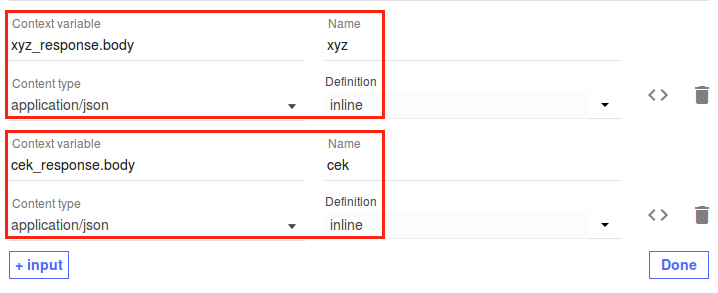 Context variable Name
xyz_response.body xyz
Content type Definition
application/json inline
Context variable Name
cek_response.body cek
Content type Definition
application/json inline
+ input Done